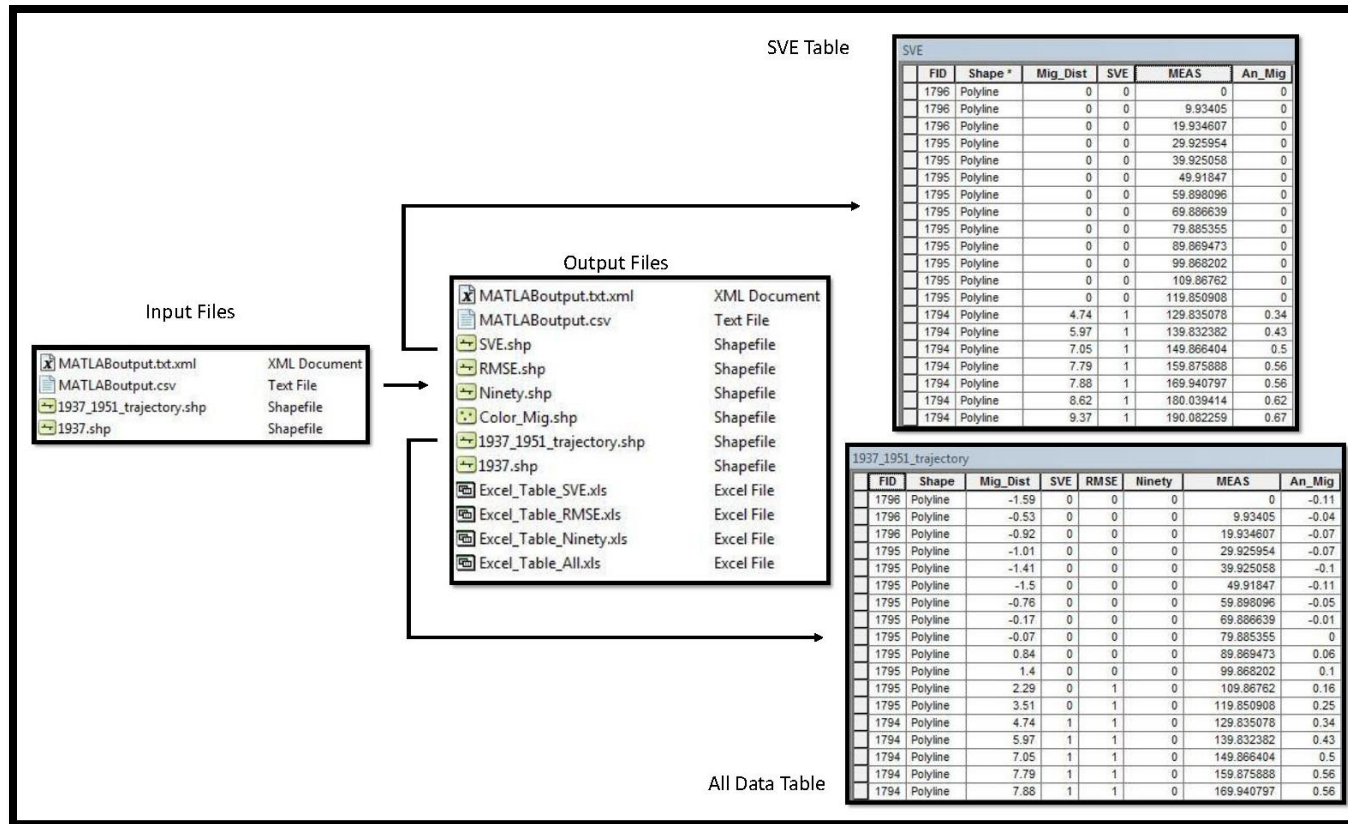 SVE Table
SVE
FID Shape * Mig_Dist SVE MEAS An_Mig
1796 Polyline 0 0 0 0
1796 Polyline 0 0 9.93405 0
1796 Polyline 0 0 19.934607 0
1795 Polyline 0 0 29.925954 0
1795 Polyline 0 0 39.925058 0
1795 Polyline 0 0 49.91847 0
1795 Polyline 0 0 59.898096 0
1795 Polyline 0 0 69.886639 0
1795 Polyline 0 0 79.885355 0
1795 Polyline 0 0 89.869473 0
1795 Polyline 0 0 99.868202 0
1795 Polyline 0 0 109.86762 0
1795 Polyline 0 0 119.850908 0
1794 Polyline 4.74 1 129.835078 0.34
1794 Polyline 5.97 1 139.832382 0.43
1794 Polyline 7.05 1 149.866404 0.5
1794 Polyline 7.79 1 159.875888 0.56
1794 Polyline 7.88 1 169.940797 0.56
1794 Polyline 8.62 1 180.039414 0.62
1794 Polyline 9.37 1 190.082259 0.67
Input Files
MATLABoutput.txt.xml XML Document
MATLABoutput.csv Text File
1937_1951_trajectory.shp Shapefile
1937.shp Shapefile
Output Files
MATLABoutput.txt.xml XML Document
MATLABoutput.csv Text File
SVE.shp Shapefile
RMSE.shp Shapefile
Ninety.shp Shapefile
Color_Mig.shp Shapefile
1937_1951_trajectory.shp Shapefile
1937.shp Shapefile
Excel_Table_SVE.xls Excel File
Excel_Table_RMSE.xls Excel File
Excel_Table_Ninety.xls Excel File
Excel_Table_All.xls Excel File
1937_1951_trajectory
FID Shape Mig_Dist SVE RMSE Ninety MEAS An_Mig
1796 Polyline -1.59 0 0 0 0 -0.11
1796 Polyline -0.53 0 0 0 9.93405 -0.04
1796 Polyline -0.92 0 0 0 19.934607 -0.07
1795 Polyline -1.01 0 0 0 29.925954 -0.07
1795 Polyline -1.41 0 0 0 39.925058 -0.1
1795 Polyline -1.5 0 0 0 49.91847 -0.11
1795 Polyline -0.76 0 0 0 59.898096 -0.05
1795 Polyline -0.17 0 0 0 69.886639 -0.01
1795 Polyline -0.07 0 0 0 79.885355 0
1795 Polyline 0.84 0 0 0 89.869473 0.06
1795 Polyline 1.4 0 0 0 99.868202 0.1
1795 Polyline 2.29 0 1 0 109.86762 0.16
1795 Polyline 3.51 0 1 0 119.850908 0.25
1794 Polyline 4.74 1 1 0 129.835078 0.34
1794 Polyline 5.97 1 1 0 139.832382 0.43
1794 Polyline 7.05 1 1 0 149.866404 0.5
1794 Polyline 7.79 1 1 0 159.875888 0.56
1794 Polyline 7.88 1 1 0 169.940797 0.56
All Data Table